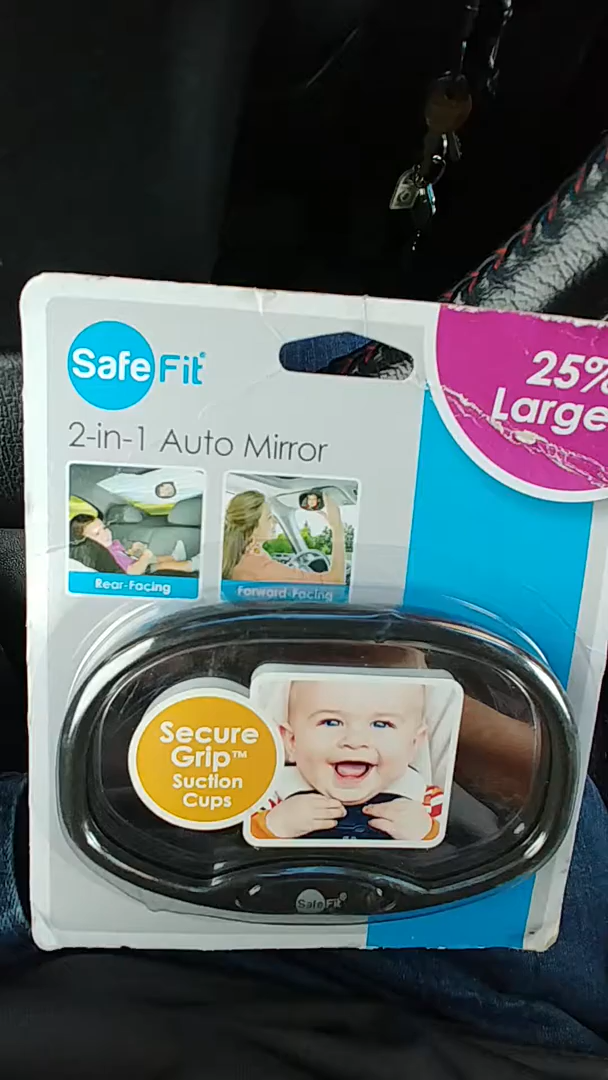 SafeFit®
25%
Large
2-in-1 Auto Mirror
Rear-Facing
Forward-Facing
Secure
Grip™
Suction
Cups
SafeFit®